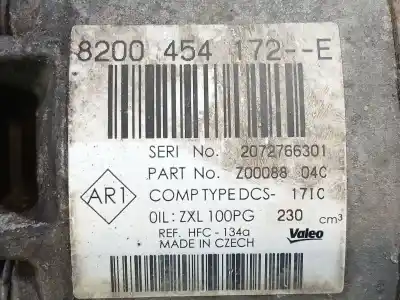 8200 454 172--E
SERI No. 2072766301
PART No. Z00088 04C
AR1
COMP TYPE DCS- 17IC
OIL: ZXL 100PG 230 cm³
REF. HFC - 134a
MADE IN CZECH
Valeo